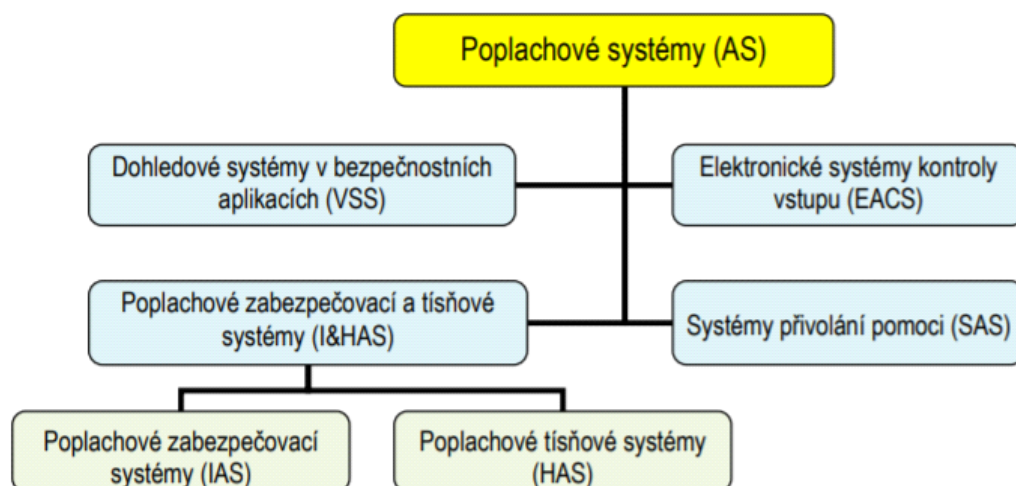 Poplachové systémy (AS)
Dohledové systémy v bezpečnostních
aplikacích (VSS)
Elektronické systémy kontroly
vstupu (EACS)
Poplachové zabezpečovací a tísňové
systémy (I&HAS)
Systémy přivolání pomoci (SAS)
Poplachové zabezpečovací
systémy (IAS)
Poplachové tísňové systémy
(HAS)